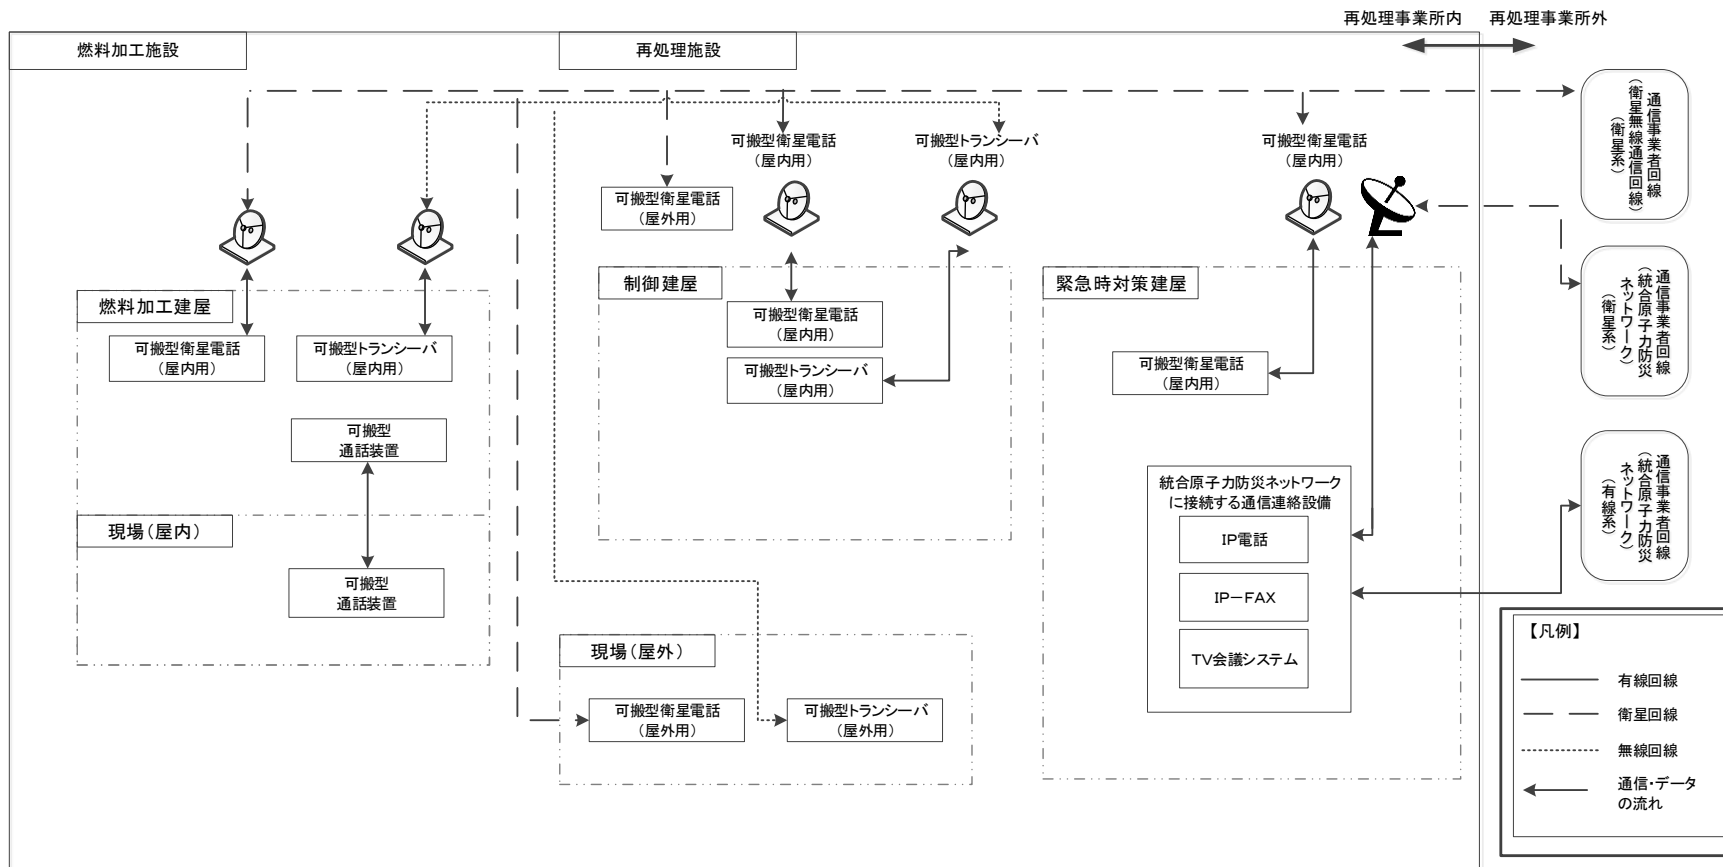 再処理事業所内
再処理事業所外
燃料加工施設
再処理施設
可搬型衛星電話
（屋内用）
可搬型トランシーバ
（屋内用）
可搬型衛星電話
（屋内用）
可搬型衛星電話
（屋外用）
通信事業者回線
（衛星無線通信回線）
（衛星系）
燃料加工建屋
可搬型衛星電話
（屋内用）
可搬型トランシーバ
（屋内用）
可搬型
通話装置
現場（屋内）
可搬型
通話装置
制御建屋
可搬型衛星電話
（屋内用）
可搬型トランシーバ
（屋内用）
現場（屋外）
可搬型衛星電話
（屋外用）
可搬型トランシーバ
（屋外用）
緊急時対策建屋
可搬型衛星電話
（屋内用）
統合原子力防災ネットワーク
に接続する通信連絡設備
IP電話
IP－FAX
TV会議システム
通信事業者回線
（統合原子力防災
ネットワーク）
（衛星系）
通信事業者回線
（統合原子力防災
ネットワーク）
（有線系）
【凡例】
有線回線
衛星回線
無線回線
通信・データ
の流れ